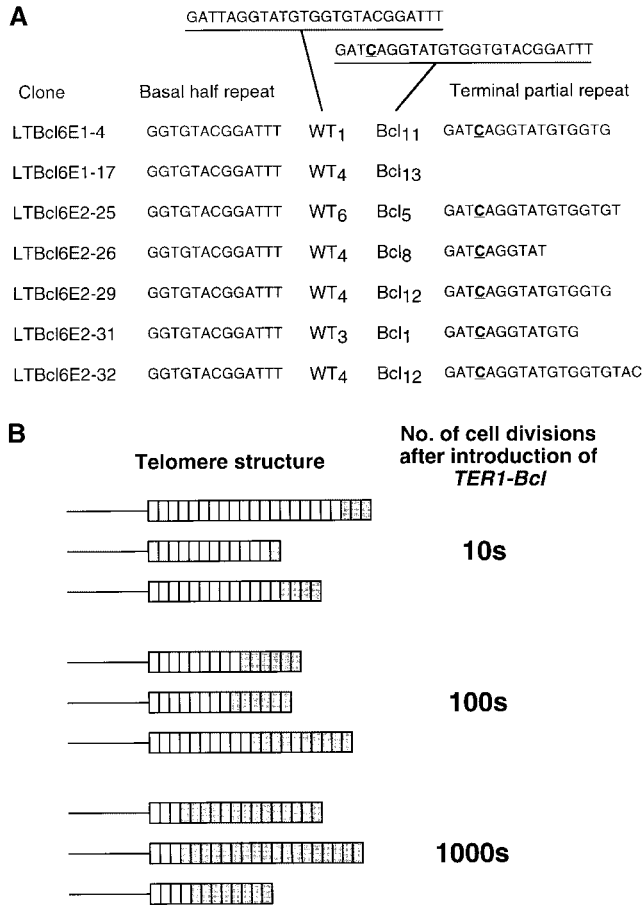 A
GATTAGGTATGTGGTGTACGGATTT
GATCAGGTATGTGGTGTACGGATTT
Clone Basal half repeat Terminal partial repeat
LTBcl6E1-4 GGTGTACGGATTT WT1 Bcl11 GATCAGGTATGTGGTG
LTBcl6E1-17 GGTGTACGGATTT WT4 Bcl13
LTBcl6E2-25 GGTGTACGGATTT WT6 Bcl5 GATCAGGTATGTGGTGT
LTBcl6E2-26 GGTGTACGGATTT WT4 Bcl8 GATCAGGTAT
LTBcl6E2-29 GGTGTACGGATTT WT4 Bcl12 GATCAGGTATGTGGTG
LTBcl6E2-31 GGTGTACGGATTT WT3 Bcl1 GATCAGGTATGTG
LTBcl6E2-32 GGTGTACGGATTT WT4 Bcl12 GATCAGGTATGTGGTGTAC
B
Telomere structure
No. of cell divisions
after introduction of
TER1-Bcl
10s
100s
1000s